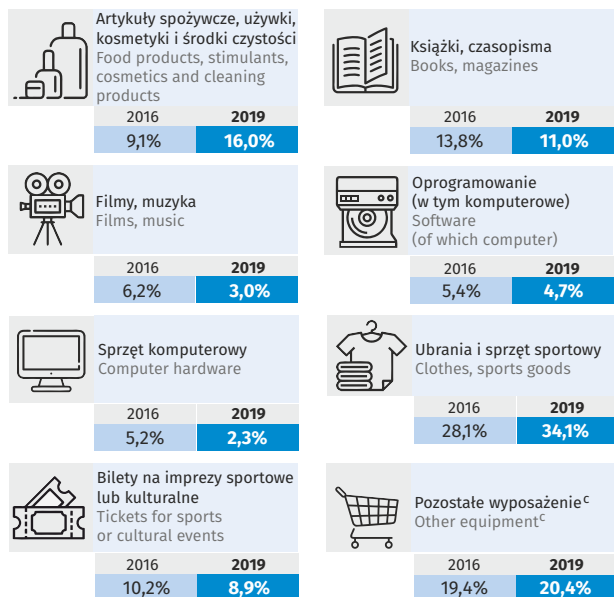 Artykuły spożywcze, używki,
kosmetyki i środki czystości
Food products, stimulants,
cosmetics and cleaning
products
2016 2019
9,1% 16,0%
Książki, czasopisma
Books, magazines
2016 2019
13,8% 11,0%
Filmy, muzyka
Films, music
2016 2019
6,2% 3,0%
Oprogramowanie
(w tym komputerowe)
Software
(of which computer)
2016 2019
5,4% 4,7%
Sprzęt komputerowy
Computer hardware
2016 2019
5,2% 2,3%
Ubrania i sprzęt sportowy
Clothes, sports goods
2016 2019
28,1% 34,1%
Bilety na imprezy sportowe
lub kulturalne
Tickets for sports
or cultural events
2016 2019
10,2% 8,9%
Pozostałe wyposażenieᶜ
Other equipmentᶜ
2016 2019
19,4% 20,4%